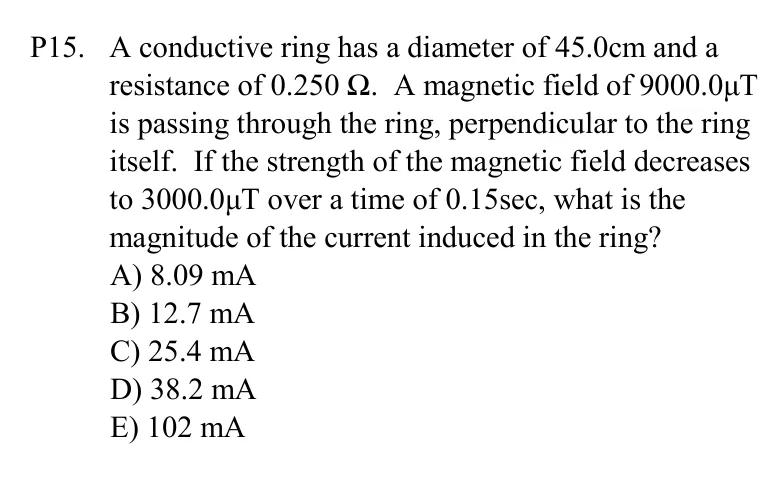 P15. A conductive ring has a diameter of 45.0cm and a
resistance of 0.250 Ω. A magnetic field of 9000.0μT
is passing through the ring, perpendicular to the ring
itself. If the strength of the magnetic field decreases
to 3000.0μT over a time of 0.15sec, what is the
magnitude of the current induced in the ring?
A) 8.09 mA
B) 12.7 mA
C) 25.4 mA
D) 38.2 mA
E) 102 mA